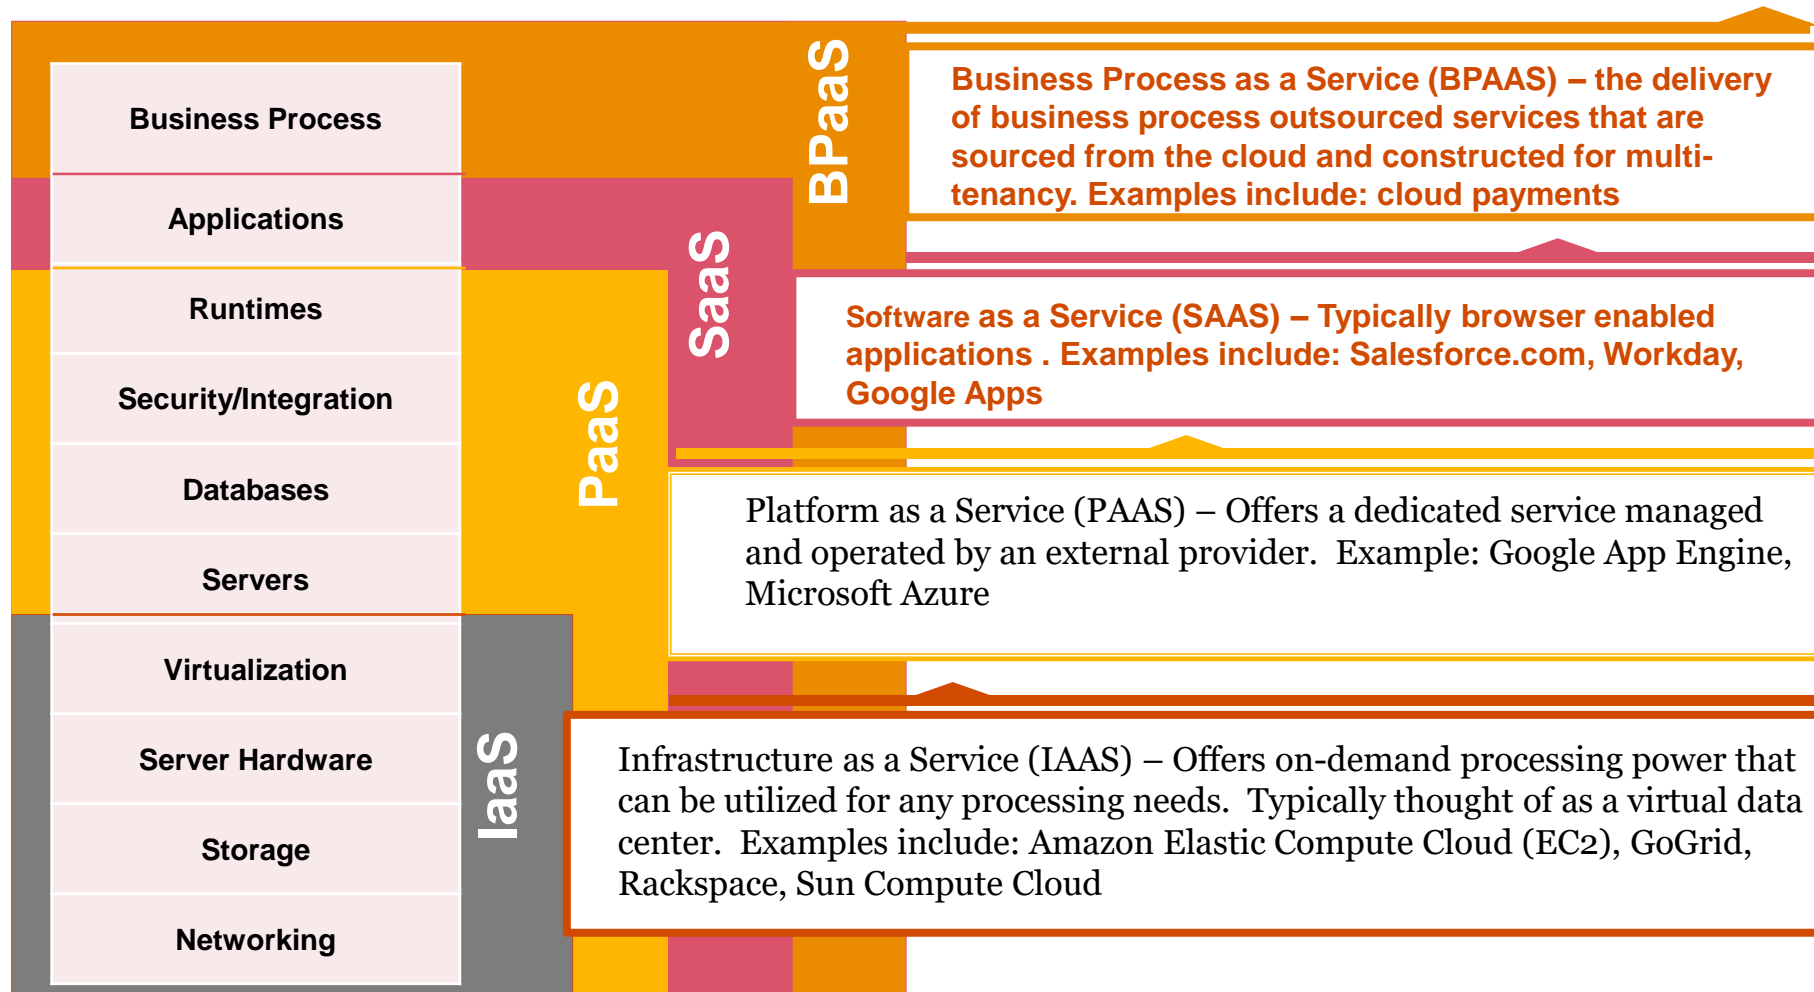 Business Process
Applications
Runtimes
Security/Integration
Databases
Servers
Virtualization
Server Hardware
Storage
Networking
BPaaS
SaaS
PaaS
IaaS
Business Process as a Service (BPAAS) – the delivery
of business process outsourced services that are
sourced from the cloud and constructed for multi-
tenancy. Examples include: cloud payments
Software as a Service (SAAS) – Typically browser enabled
applications . Examples include: Salesforce.com, Workday,
Google Apps
Platform as a Service (PAAS) – Offers a dedicated service managed
and operated by an external provider.  Example: Google App Engine,
Microsoft Azure
Infrastructure as a Service (IAAS) – Offers on-demand processing power that
can be utilized for any processing needs.  Typically thought of as a virtual data
center.  Examples include: Amazon Elastic Compute Cloud (EC2), GoGrid,
Rackspace, Sun Compute Cloud